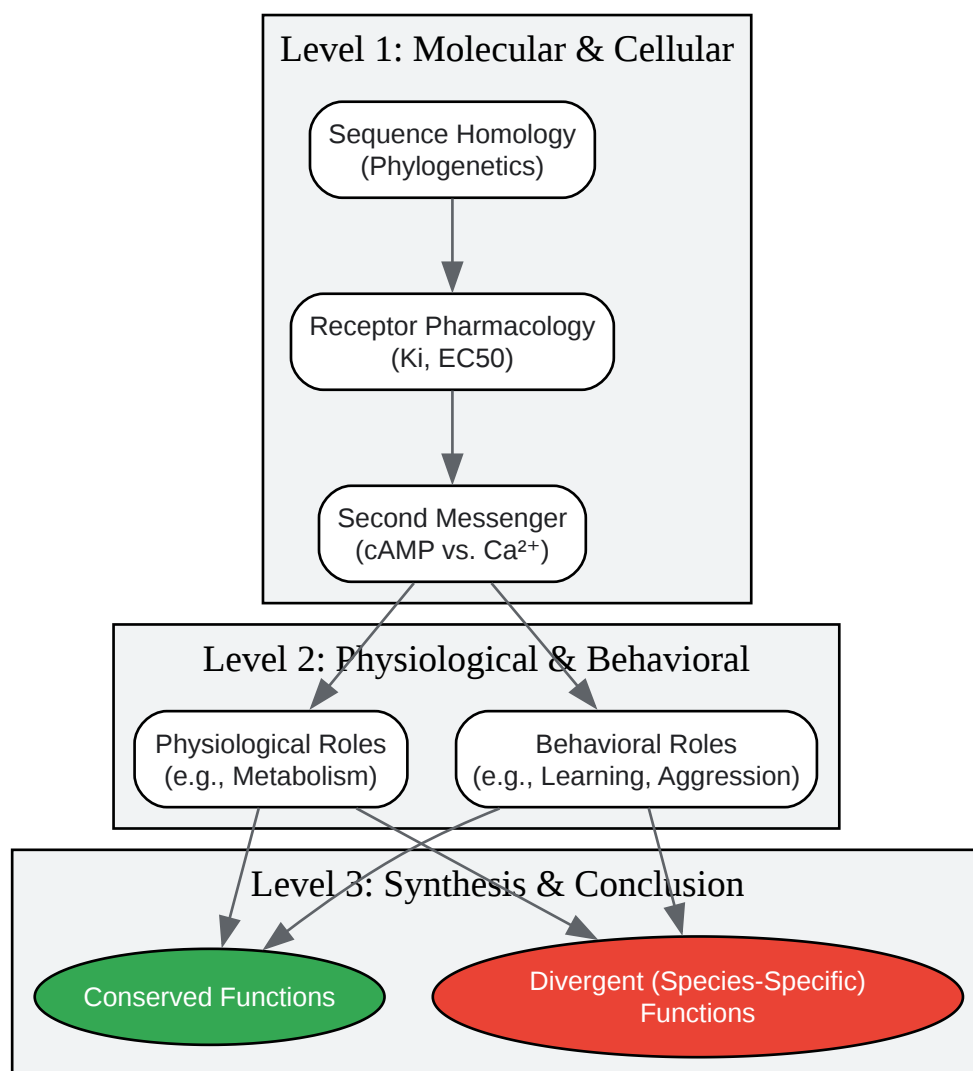 Level 1: Molecular & Cellular
Sequence Homology
(Phylogenetics)
Receptor Pharmacology
(Ki, EC50)
Second Messenger
(cAMP vs. Ca²⁺)
Level 2: Physiological & Behavioral
Physiological Roles
(e.g., Metabolism)
Behavioral Roles
(e.g., Learning, Aggression)
Level 3: Synthesis & Conclusion
Conserved Functions
Divergent (Species-Specific)
Functions